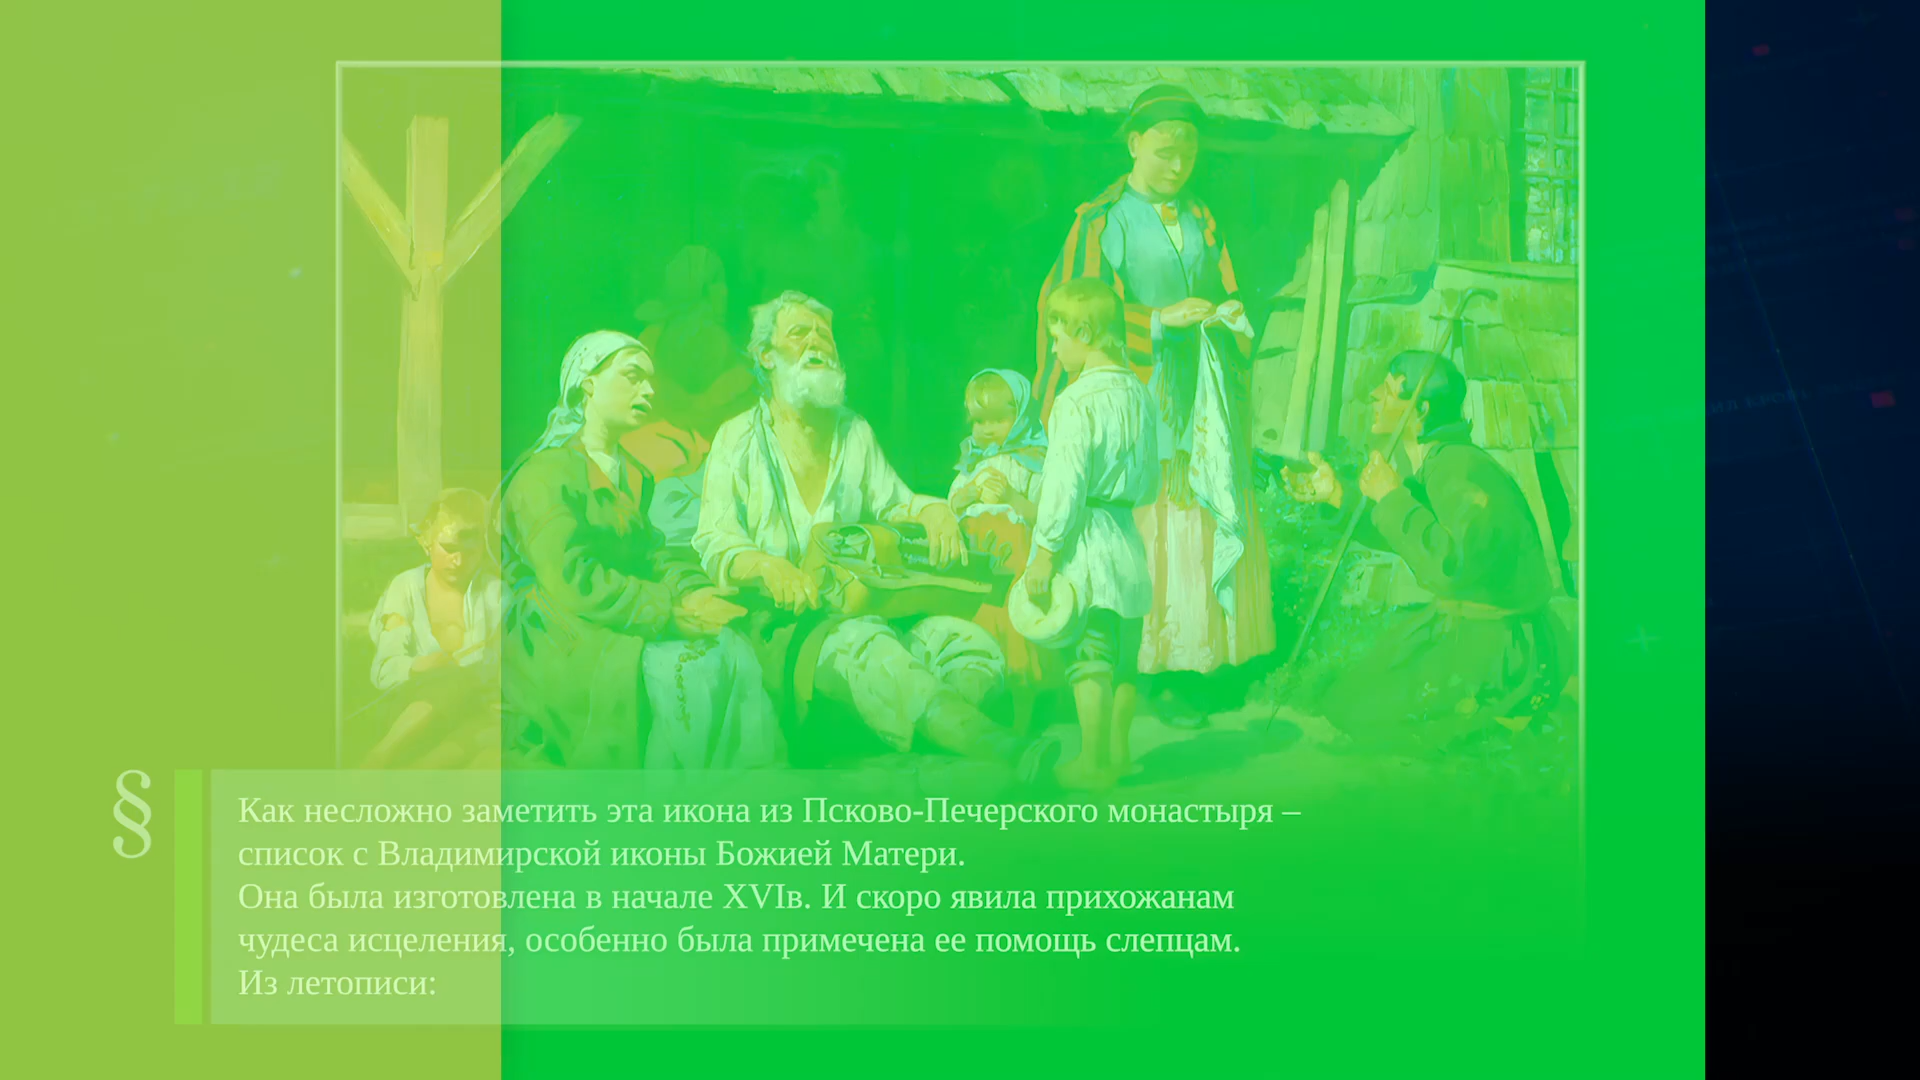 §
Как несложно заметить эта икона из Псково-Печерского монастыря –
список с Владимирской иконы Божией Матери.
Она была изготовлена в начале XVIв. И скоро явила прихожанам
чудеса исцеления, особенно была примечена ее помощь слепцам.
Из летописи: